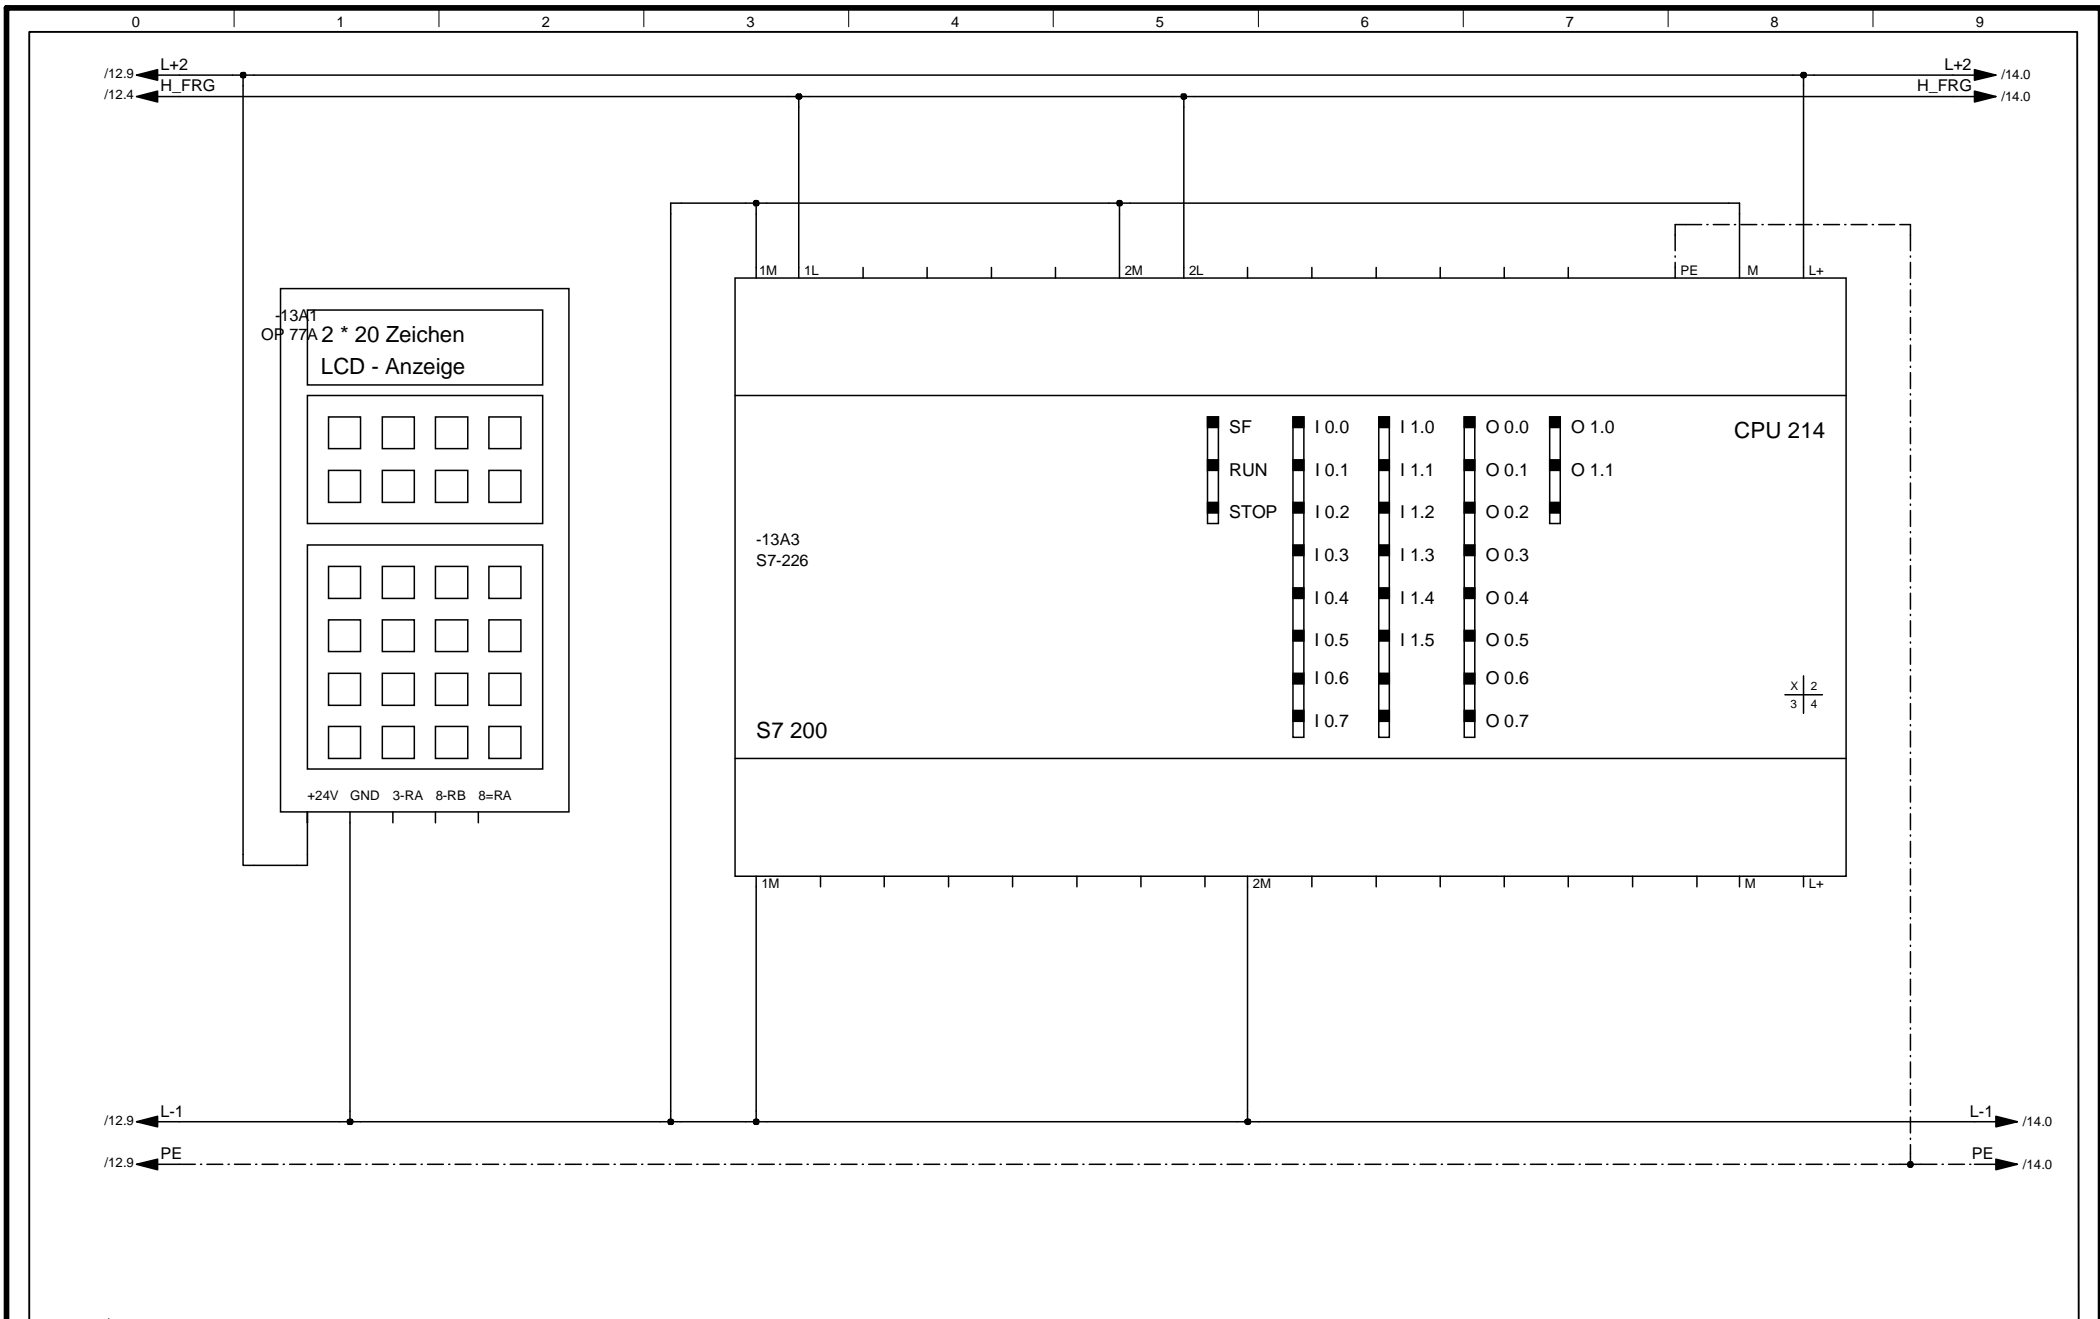 0 1 2 3 4 5 6 7 8 9
/12.9 L+2 L+2 /14.0
/12.4 H_FRG H_FRG /14.0
1M 1L 2M 2L PE M L+
-13A1
OP 77A
2 * 20 Zeichen
LCD - Anzeige
+24V GND 3-RA 8-RB 8=RA
SF I 0.0 I 1.0 O 0.0 O 1.0 CPU 214
RUN I 0.1 I 1.1 O 0.1 O 1.1
STOP I 0.2 I 1.2 O 0.2
-13A3
S7-226
I 0.3 I 1.3 O 0.3
I 0.4 I 1.4 O 0.4
I 0.5 I 1.5 O 0.5
I 0.6 O 0.6
I 0.7 O 0.7
X 2
3 4
S7 200
1M 2M M L+
/12.9 L-1 L-1 /14.0
/12.9 PE PE /14.0